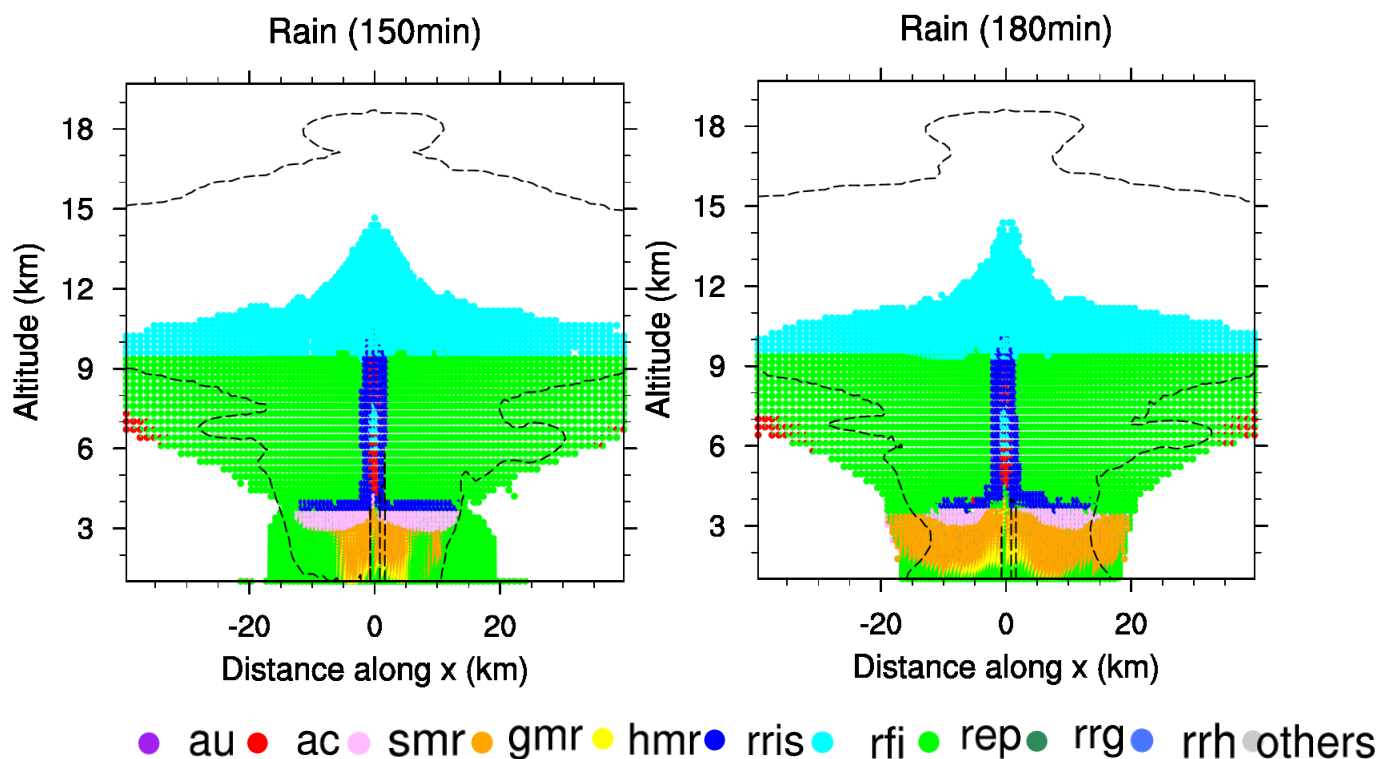 Rain (150min)
Rain (180min)
18
15
12
9
6
3
Altitude (km)
-20 0 20
Distance along x (km)
18
15
12
9
6
3
Altitude (km)
-20 0 20
Distance along x (km)
au ac smr gmr hmr rris rfi rep rrg rrh others